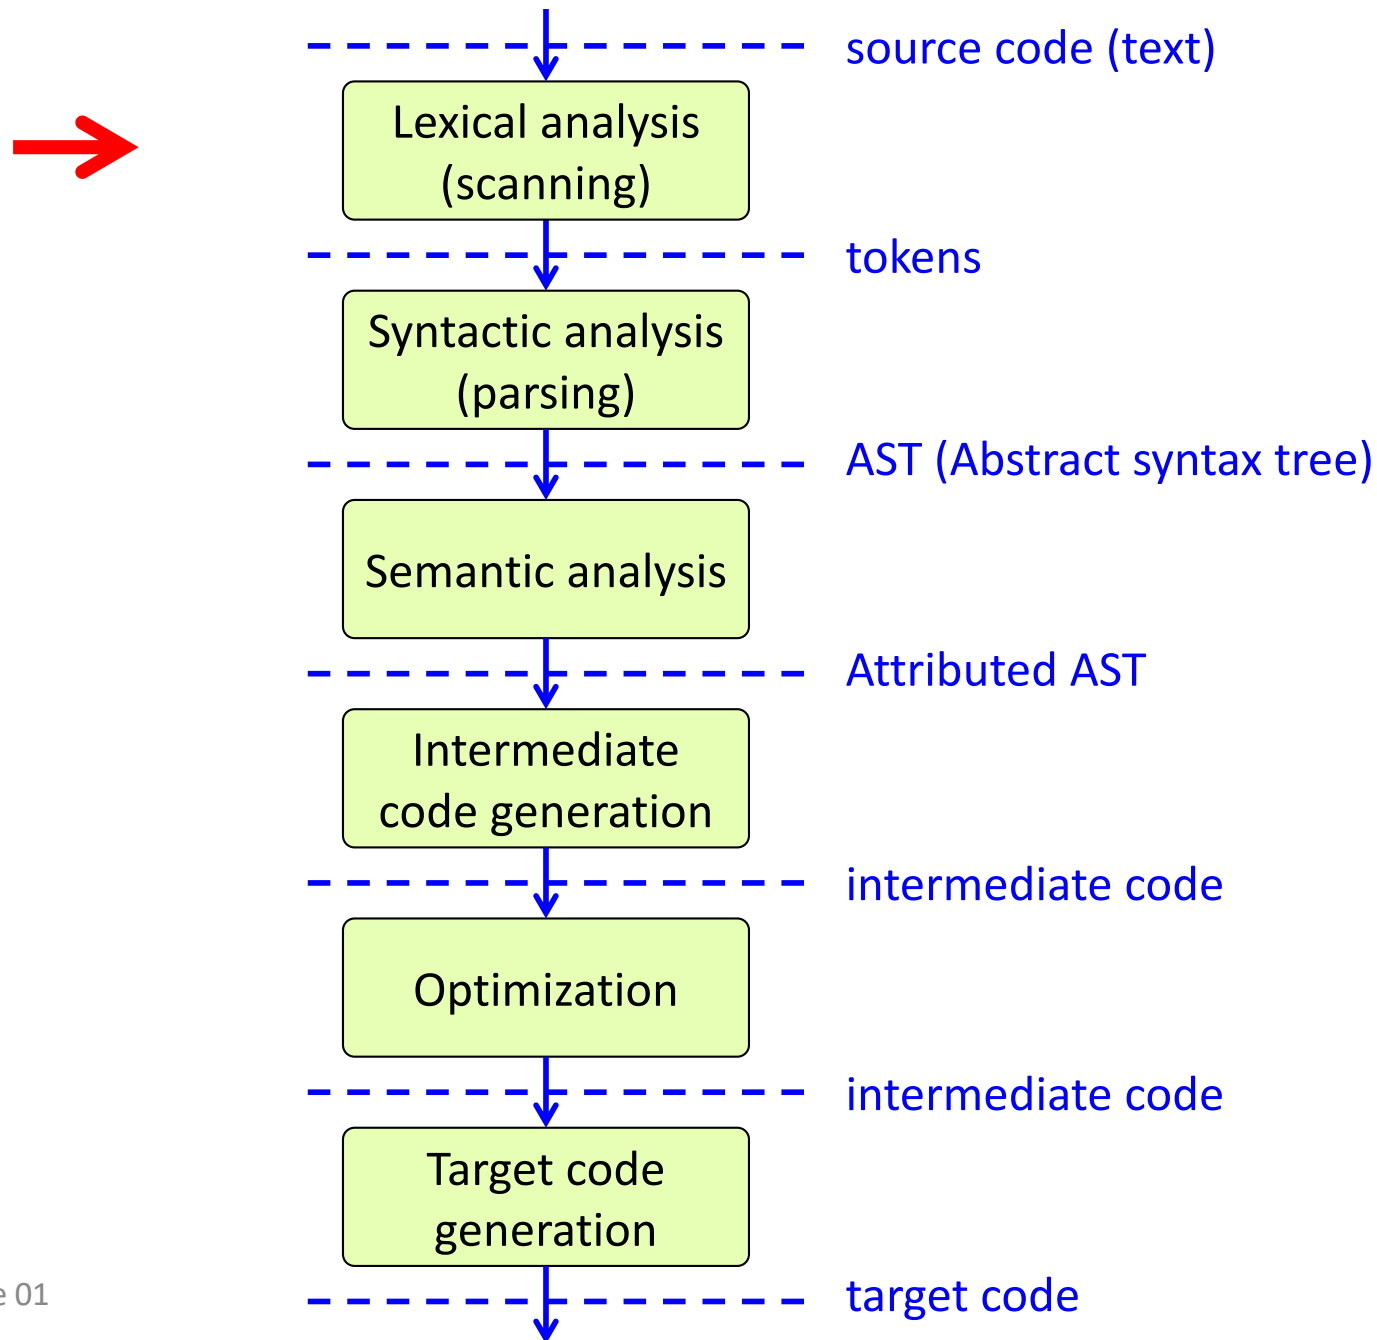 source code (text)
Lexical analysis
(scanning)
tokens
Syntactic analysis
(parsing)
AST (Abstract syntax tree)
Semantic analysis
Attributed AST
Intermediate
code generation
intermediate code
Optimization
intermediate code
Target code
generation
target code
01